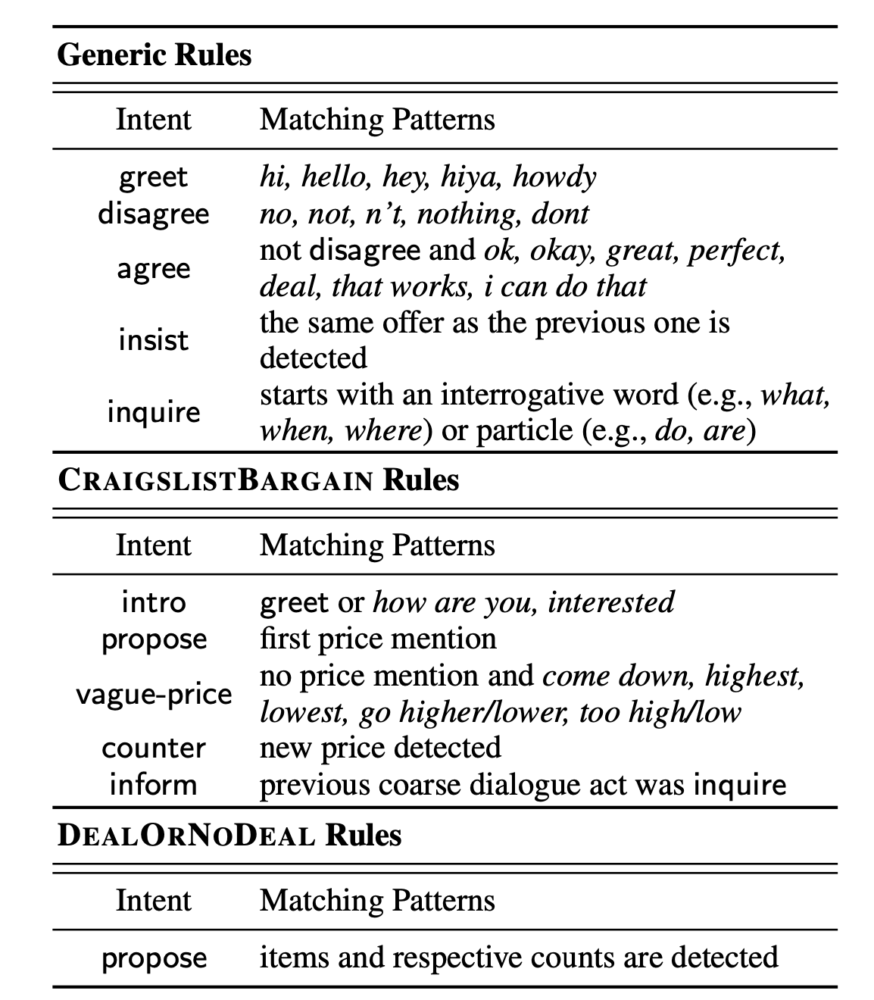 Generic Rules
Intent Matching Patterns
greet hi, hello, hey, hiya, howdy
disagree no, not, n’t, nothing, dont
agree not disagree and ok, okay, great, perfect,
deal, that works, i can do that
insist the same offer as the previous one is
detected
inquire starts with an interrogative word (e.g., what,
when, where) or particle (e.g., do, are)
CRAIGSLISTBARGAIN Rules
Intent Matching Patterns
intro greet or how are you, interested
propose first price mention
vague-price no price mention and come down, highest,
lowest, go higher/lower, too high/low
counter new price detected
inform previous coarse dialogue act was inquire
DEALORNODEAL Rules
Intent Matching Patterns
propose items and respective counts are detected